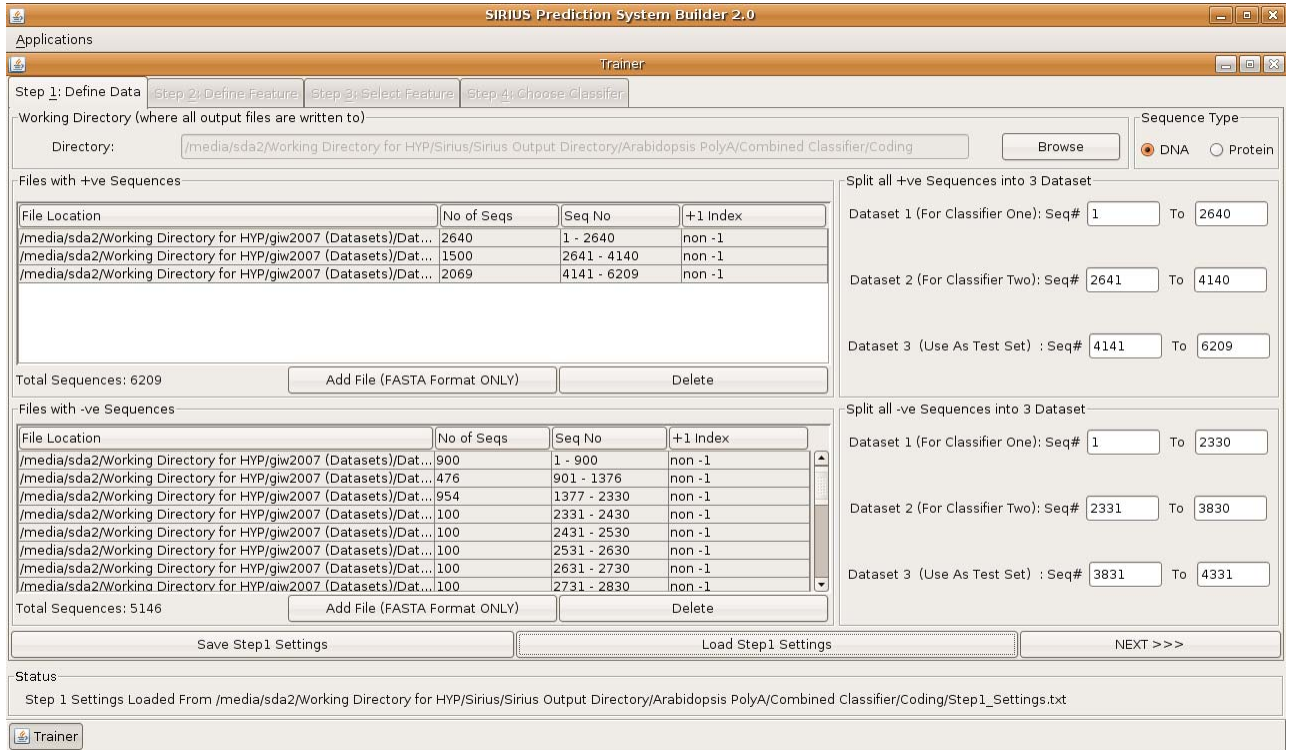 SIRIUS Prediction System Builder 2.0
Applications
Trainer
Step 1: Define Data Step 2: Define Feature Step 3: Select Feature Step 4: Choose Classifer
Working Directory (where all output files are written to)
Directory: /media/sda2/Working Directory for HYP/Sirius/Sirius Output Directory/Arabidopsis PolyA/Combined Classifier/Coding Browse
Sequence Type
DNA Protein
Files with +ve Sequences
File Location No of Seqs Seq No +1 Index
/media/sda2/Working Directory for HYP/giw2007 (Datasets)/Dat... 2640 1 - 2640 non -1
/media/sda2/Working Directory for HYP/giw2007 (Datasets)/Dat... 1500 2641 - 4140 non -1
/media/sda2/Working Directory for HYP/giw2007 (Datasets)/Dat... 2069 4141 - 6209 non -1
Total Sequences: 6209 Add File (FASTA Format ONLY) Delete
Split all +ve Sequences into 3 Dataset
Dataset 1 (For Classifier One): Seq# 1 To 2640
Dataset 2 (For Classifier Two): Seq# 2641 To 4140
Dataset 3 (Use As Test Set) : Seq# 4141 To 6209
Files with -ve Sequences
File Location No of Seqs Seq No +1 Index
/media/sda2/Working Directory for HYP/giw2007 (Datasets)/Dat... 900 1 - 900 non -1
/media/sda2/Working Directory for HYP/giw2007 (Datasets)/Dat... 476 901 - 1376 non -1
/media/sda2/Working Directory for HYP/giw2007 (Datasets)/Dat... 954 1377 - 2330 non -1
/media/sda2/Working Directory for HYP/giw2007 (Datasets)/Dat... 100 2331 - 2430 non -1
/media/sda2/Working Directory for HYP/giw2007 (Datasets)/Dat... 100 2431 - 2530 non -1
/media/sda2/Working Directory for HYP/giw2007 (Datasets)/Dat... 100 2531 - 2630 non -1
/media/sda2/Working Directory for HYP/giw2007 (Datasets)/Dat... 100 2631 - 2730 non -1
/media/sda2/Working Directory for HYP/giw2007 (Datasets)/Dat... 100 2731 - 2830 non -1
Total Sequences: 5146 Add File (FASTA Format ONLY) Delete
Split all -ve Sequences into 3 Dataset
Dataset 1 (For Classifier One): Seq# 1 To 2330
Dataset 2 (For Classifier Two): Seq# 2331 To 3830
Dataset 3 (Use As Test Set) : Seq# 3831 To 4331
Save Step1 Settings Load Step1 Settings NEXT >>>
Status
Step 1 Settings Loaded From /media/sda2/Working Directory for HYP/Sirius/Sirius Output Directory/Arabidopsis PolyA/Combined Classifier/Coding/Step1_Settings.txt
Trainer